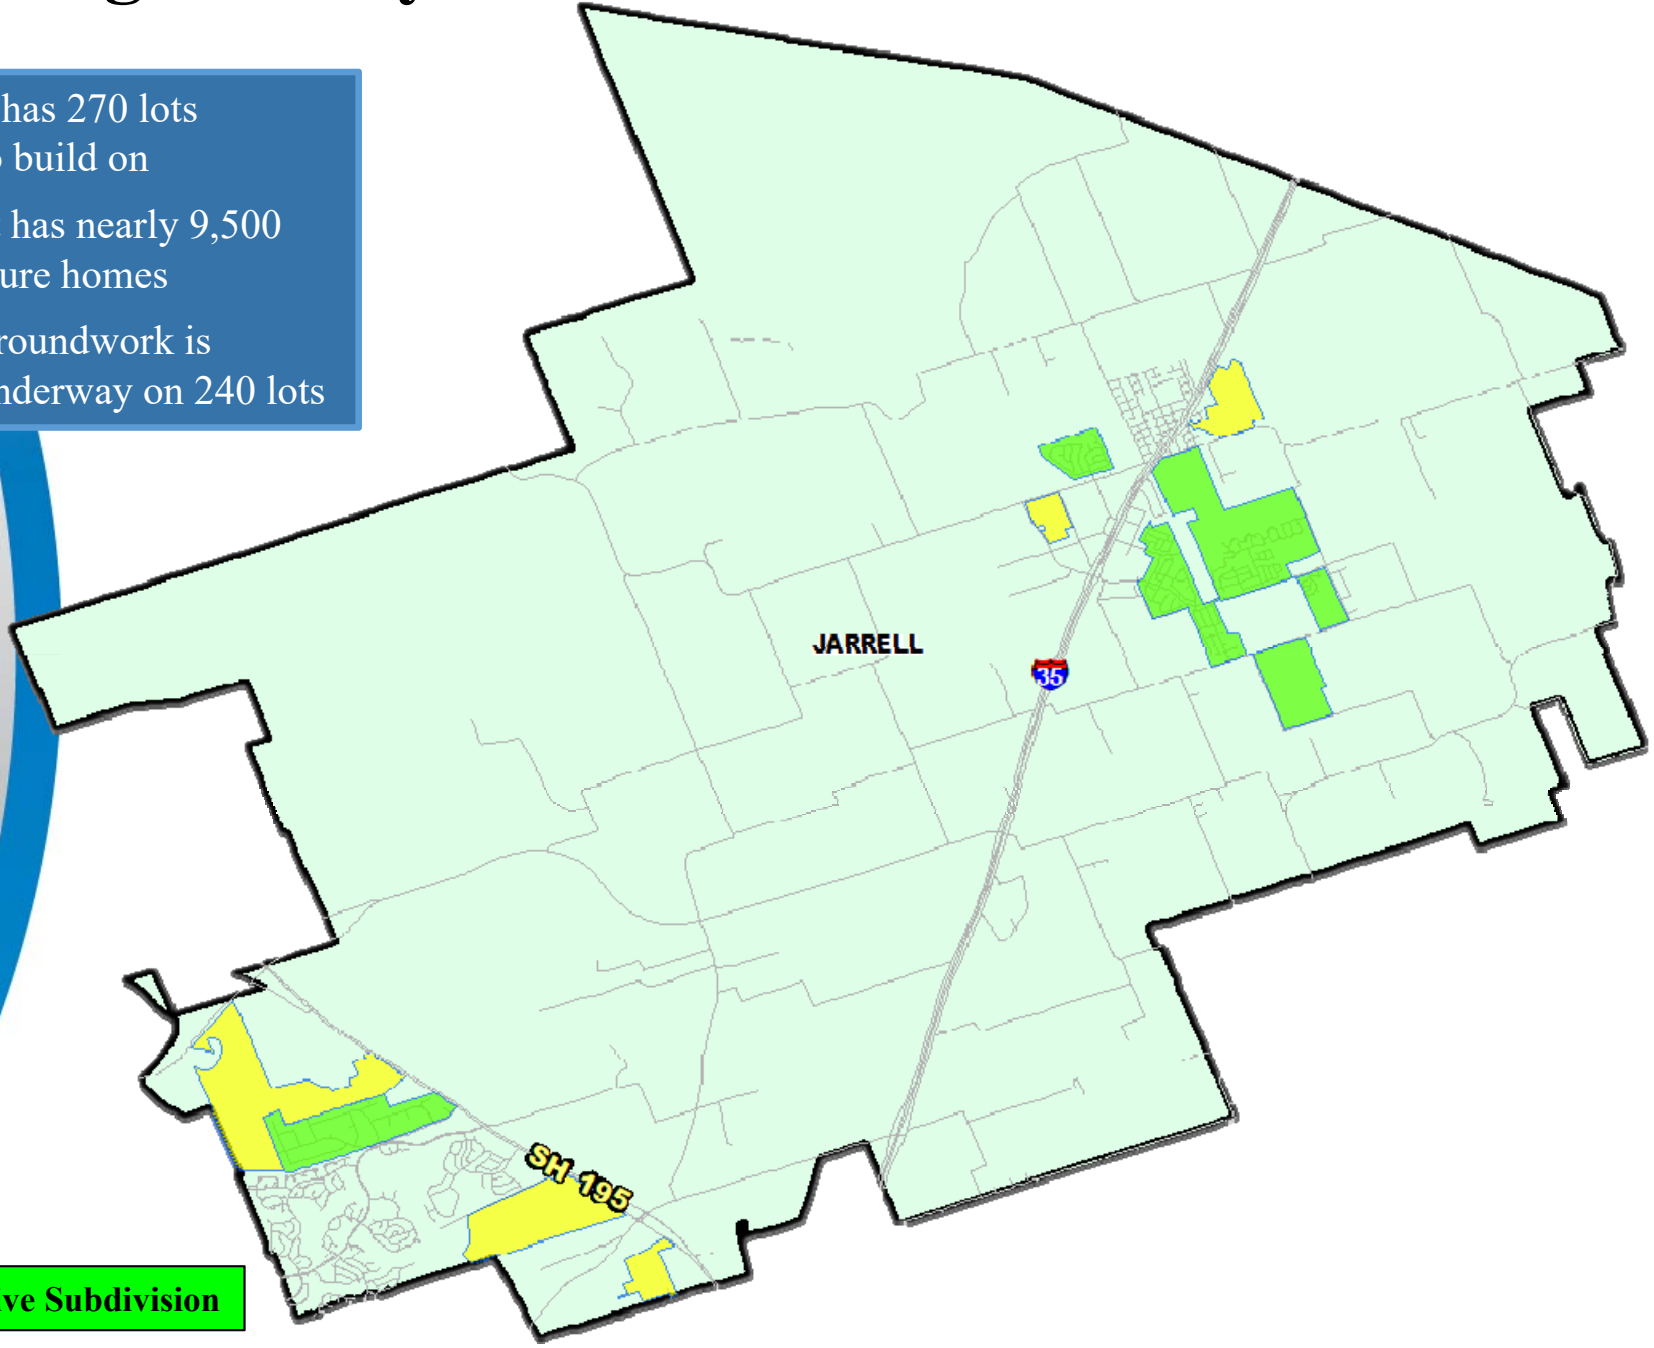 has 270 lots
build on
has nearly 9,500
ure homes
roundwork is
nderway on 240 lots
JARRELL
35
SH 195
ve Subdivision